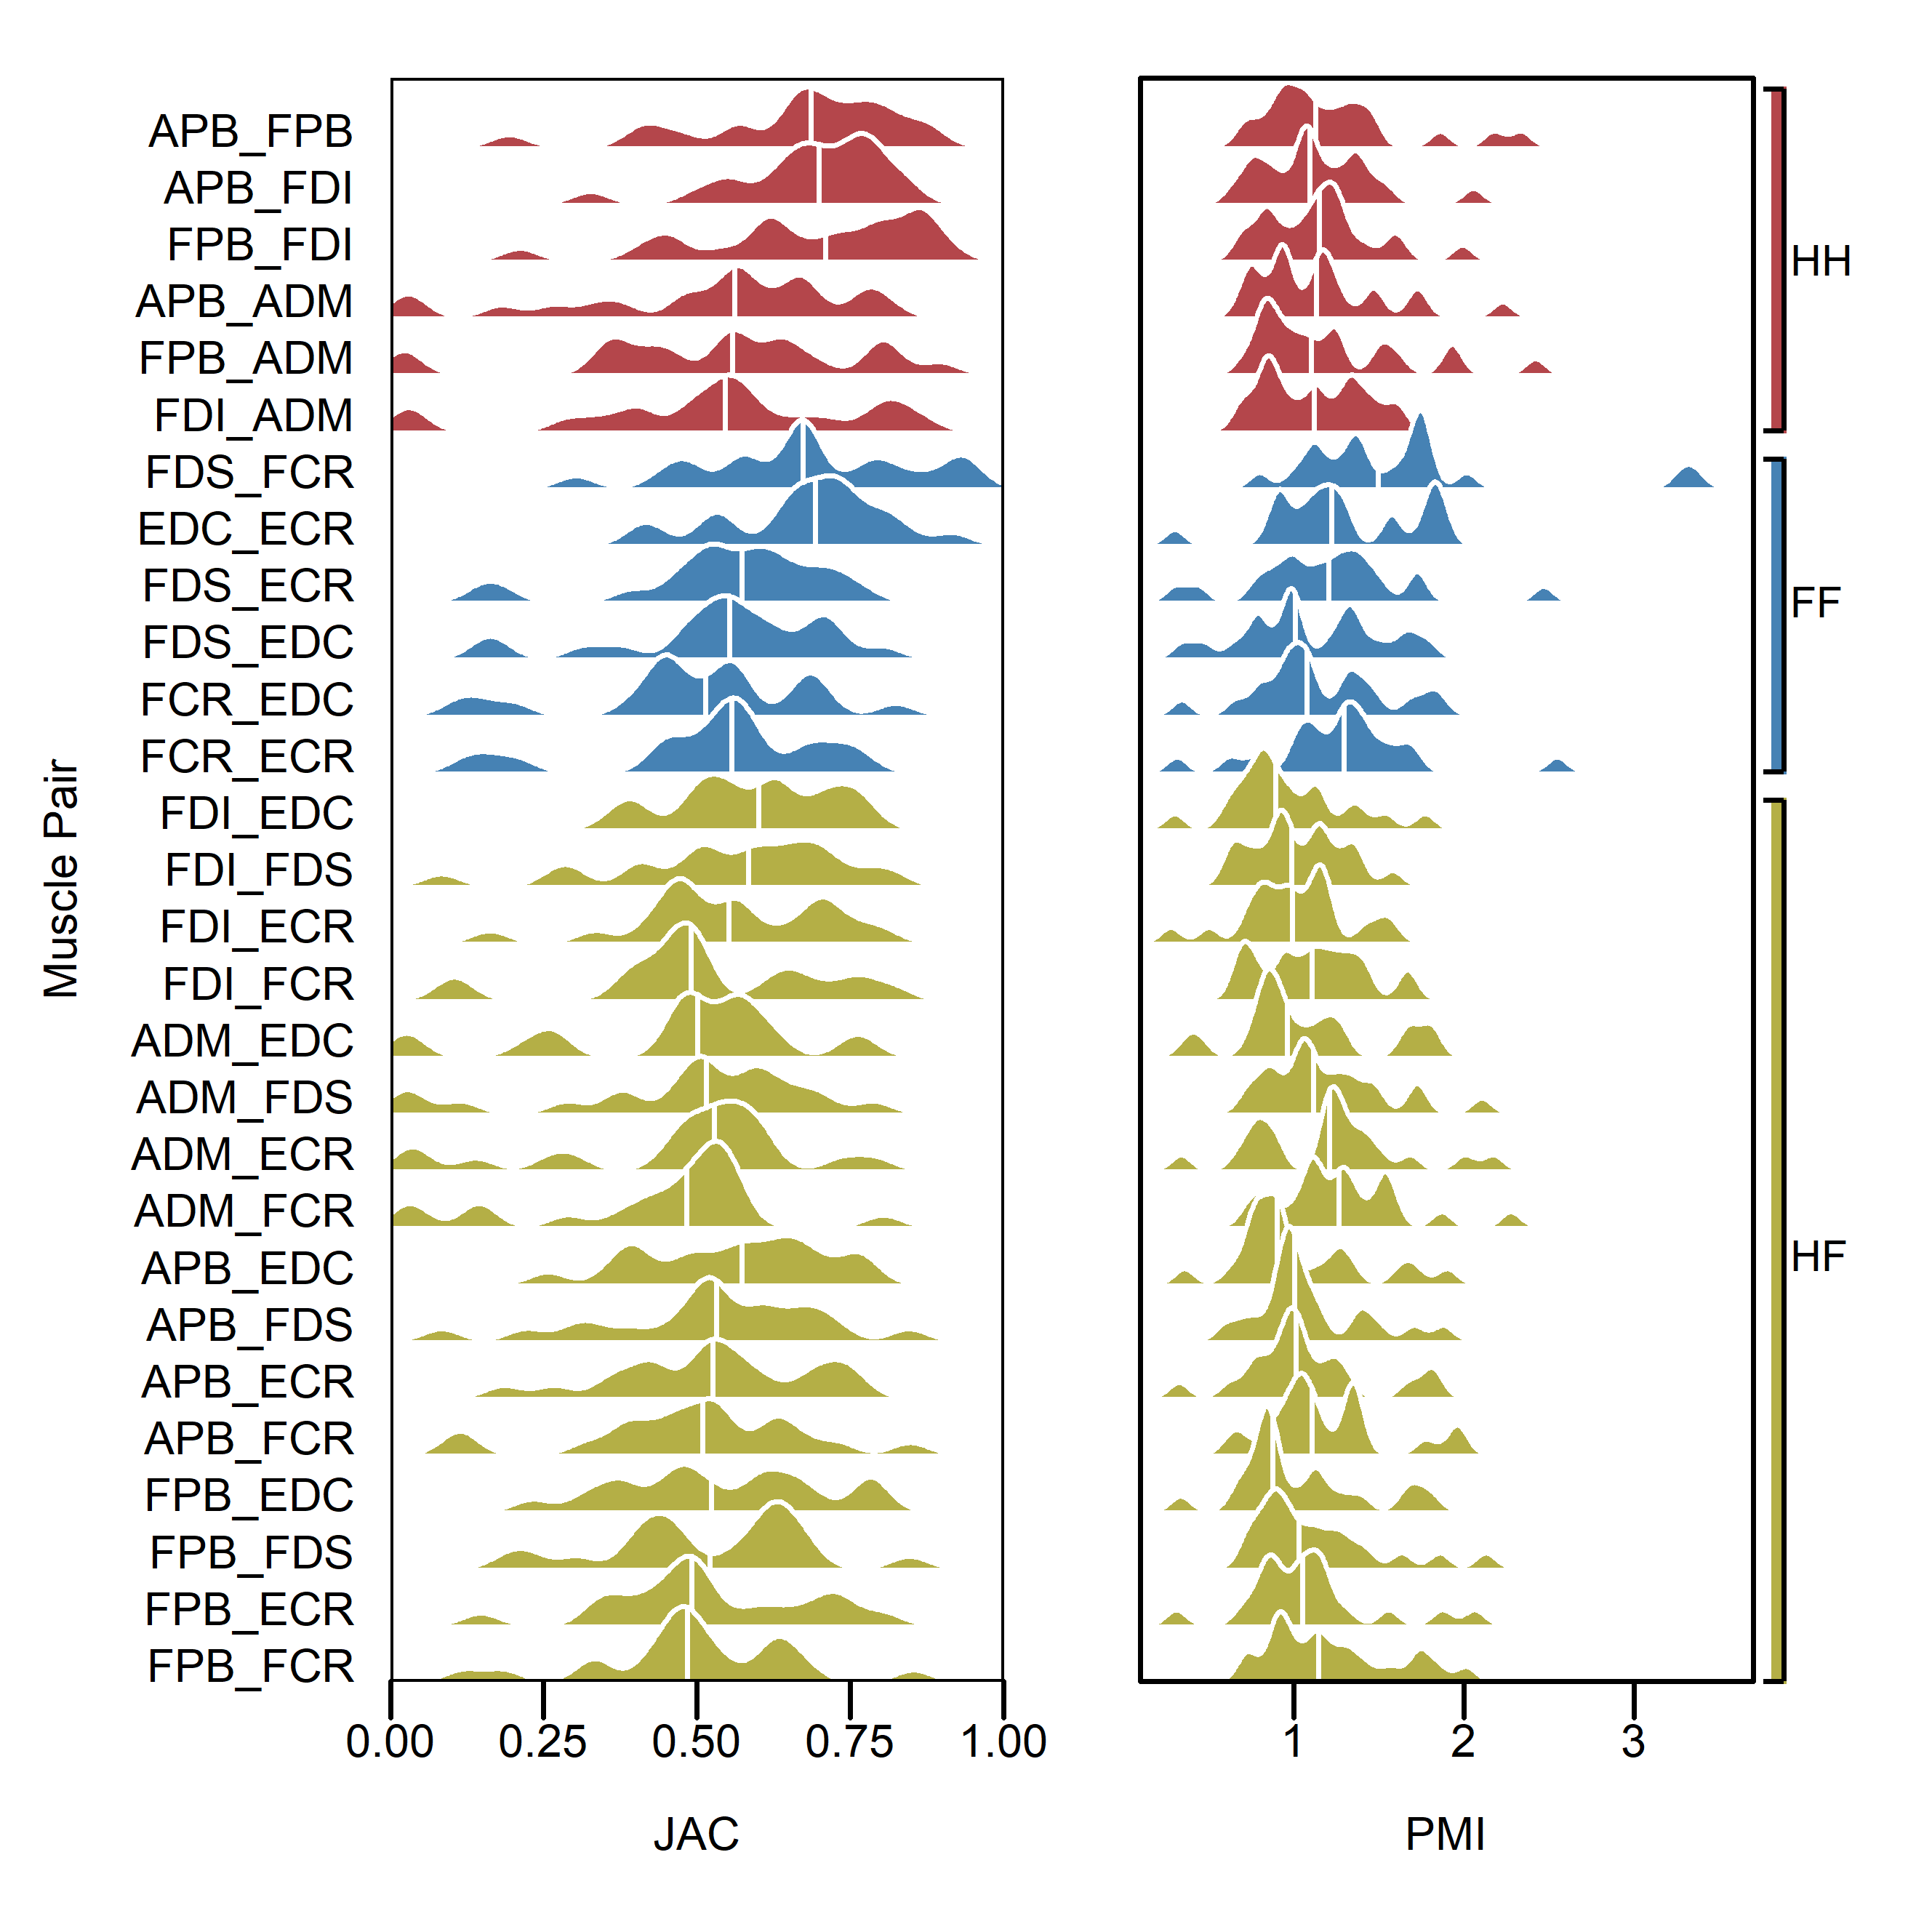 APB_FPB
APB_FDI
FPB_FDI
APB_ADM
FPB_ADM
FDI_ADM
FDS_FCR
EDC_ECR
FDS_ECR
FDS_EDC
FCR_EDC
FCR_ECR
FDI_EDC
FDI_FDS
FDI_ECR
FDI_FCR
ADM_EDC
ADM_FDS
ADM_ECR
ADM_FCR
APB_EDC
APB_FDS
APB_ECR
APB_FCR
FPB_EDC
FPB_FDS
FPB_ECR
FPB_FCR
Muscle Pair
0.00 0.25 0.50 0.75 1.00
JAC
1 2 3
PMI
HH
FF
HF